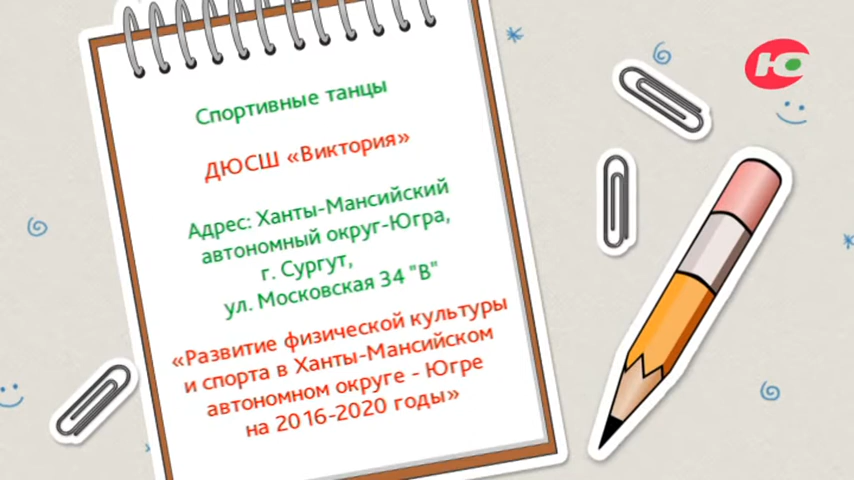 Спортивные танцы
ДЮСШ «Виктория»
Адрес: Ханты-Мансийский
автономный округ-Югра,
г. Сургут,
ул. Московская 34 "В"
«Развитие физической культуры
и спорта в Ханты-Мансийском
автономном округе - Югре
на 2016-2020 годы»
Ю